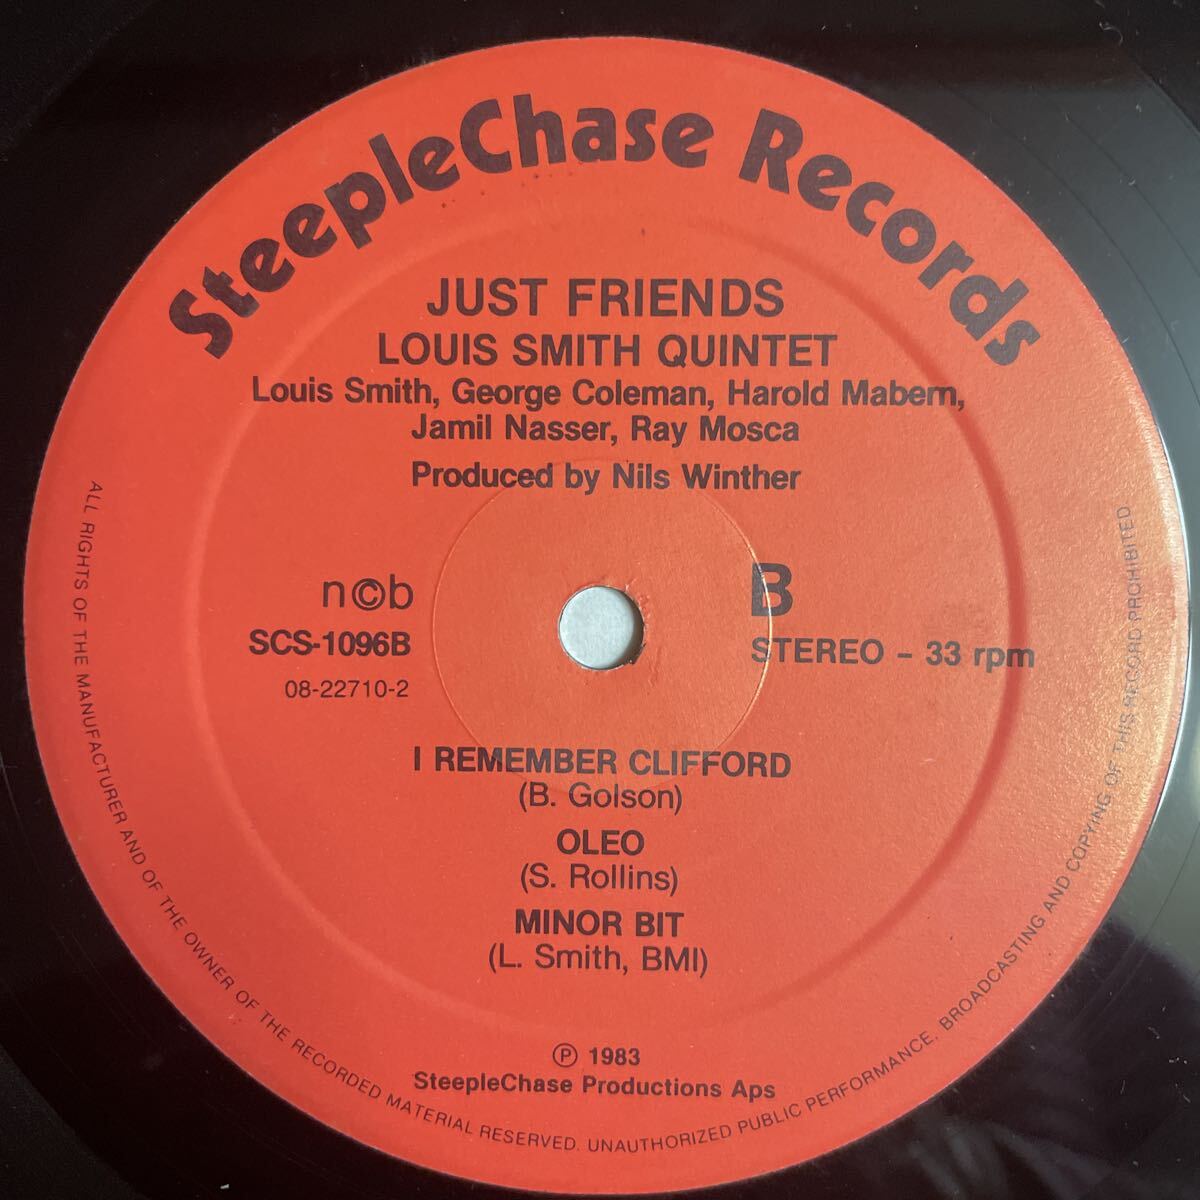 SteepleChase Records
JUST FRIENDS
LOUIS SMITH QUINTET
Louis Smith, George Coleman, Harold Mabern,
Jamil Nasser, Ray Mosca
Produced by Nils Winther
n©b
B
SCS-1096B
STEREO – 33 rpm
08-22710-2
I REMEMBER CLIFFORD
(B. Golson)
OLEO
(S. Rollins)
MINOR BIT
(L. Smith, BMI)
℗ 1983
SteepleChase Productions Aps
ALL RIGHTS OF THE MANUFACTURER AND OF THE OWNER OF THE RECORDED MATERIAL RESERVED. UNAUTHORIZED PUBLIC PERFORMANCE, BROADCASTING AND COPYING OF THIS RECORD PROHIBITED